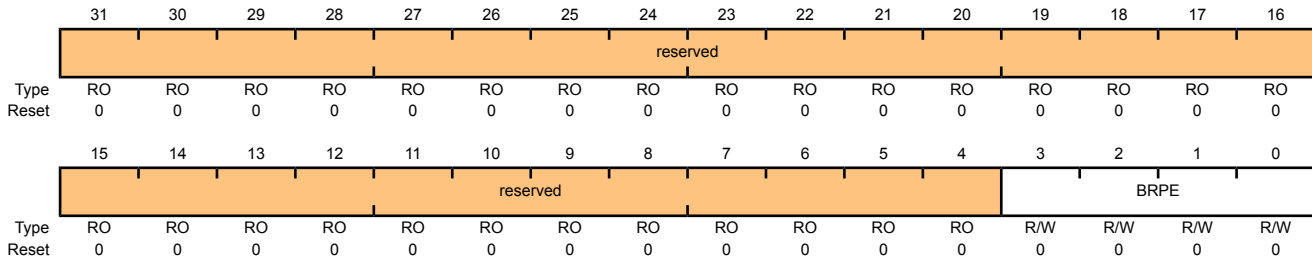 31 30 29 28 27 26 25 24 23 22 21 20 19 18 17 16
reserved
Type RO RO RO RO RO RO RO RO RO RO RO RO RO RO RO RO
Reset 0 0 0 0 0 0 0 0 0 0 0 0 0 0 0 0
15 14 13 12 11 10 9 8 7 6 5 4 3 2 1 0
reserved BRPE
Type RO RO RO RO RO RO RO RO RO RO RO RO R/W R/W R/W R/W
Reset 0 0 0 0 0 0 0 0 0 0 0 0 0 0 0 0